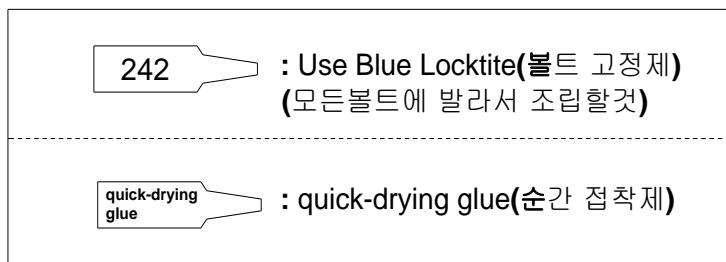 242
: Use Blue Locktite(볼트 고정제)
(모든볼트에 발라서 조립할것)
quick-drying
glue
: quick-drying glue(순간 접착제)